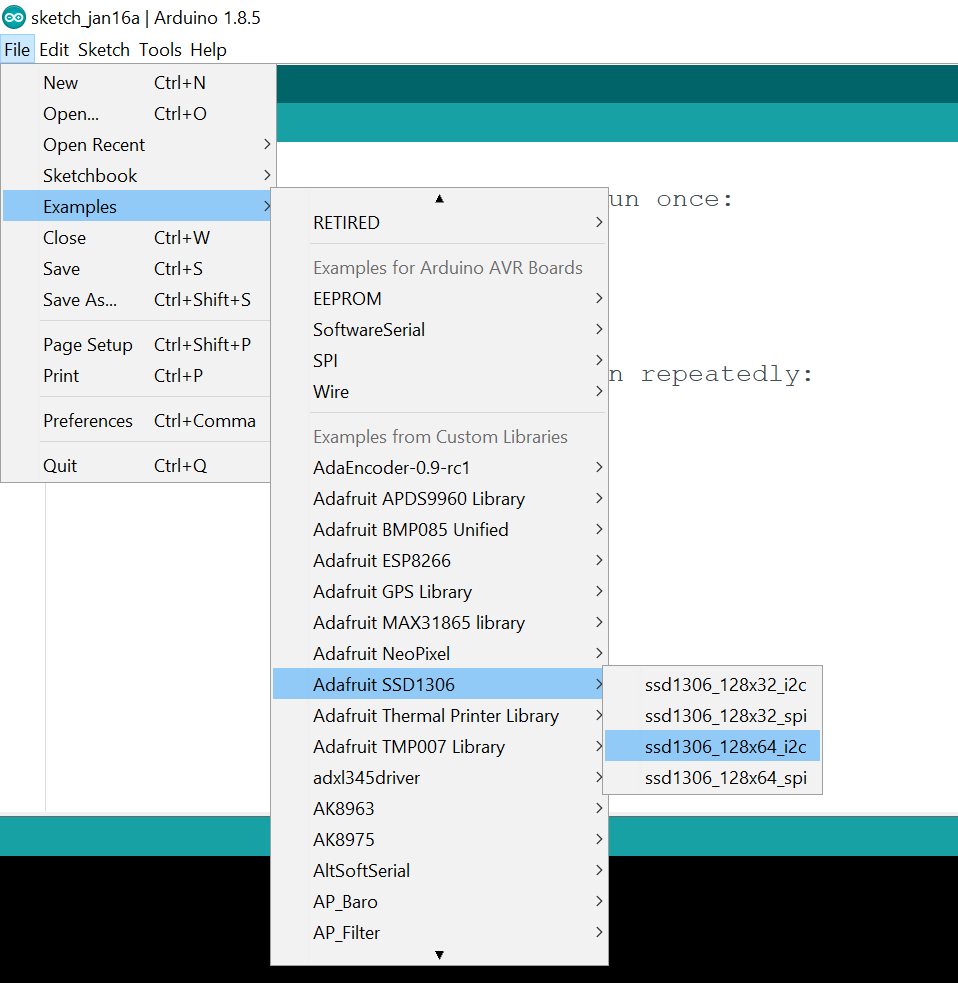 sketch_jan16a | Arduino 1.8.5
File Edit Sketch Tools Help
New Ctrl+N
Open... Ctrl+O
Open Recent
Sketchbook
Examples
Close Ctrl+W
Save Ctrl+S
Save As... Ctrl+Shift+S
Page Setup Ctrl+Shift+P
Print Ctrl+P
Preferences Ctrl+Comma
Quit Ctrl+Q
RETIRED
Examples for Arduino AVR Boards
EEPROM
SoftwareSerial
SPI
Wire
Examples from Custom Libraries
AdaEncoder-0.9-rc1
Adafruit APDS9960 Library
Adafruit BMP085 Unified
Adafruit ESP8266
Adafruit GPS Library
Adafruit MAX31865 library
Adafruit NeoPixel
Adafruit SSD1306
Adafruit Thermal Printer Library
Adafruit TMP007 Library
adxl345driver
AK8963
AK8975
AltSoftSerial
AP_Baro
AP_Filter
ssd1306_128x32_i2c
ssd1306_128x32_spi
ssd1306_128x64_i2c
ssd1306_128x64_spi
un once:
n repeatedly: